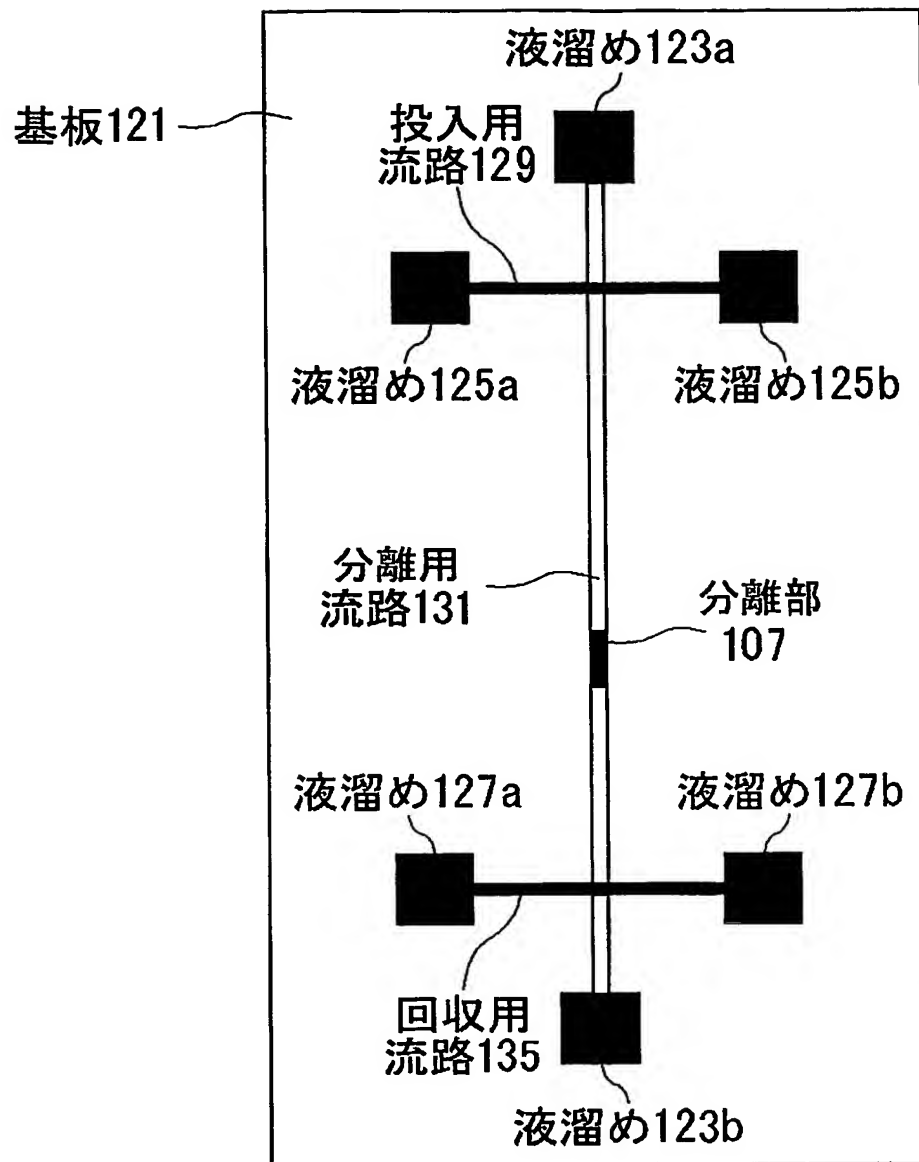 液溜め123a
基板121
投入用
流路129
液溜め125a
液溜め125b
分離用
流路131
分離部
107
液溜め127a
液溜め127b
回収用
流路135
液溜め123b